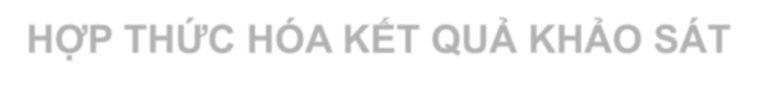 HỢP THỨC HÓA KẾT QUẢ KHẢO SÁT